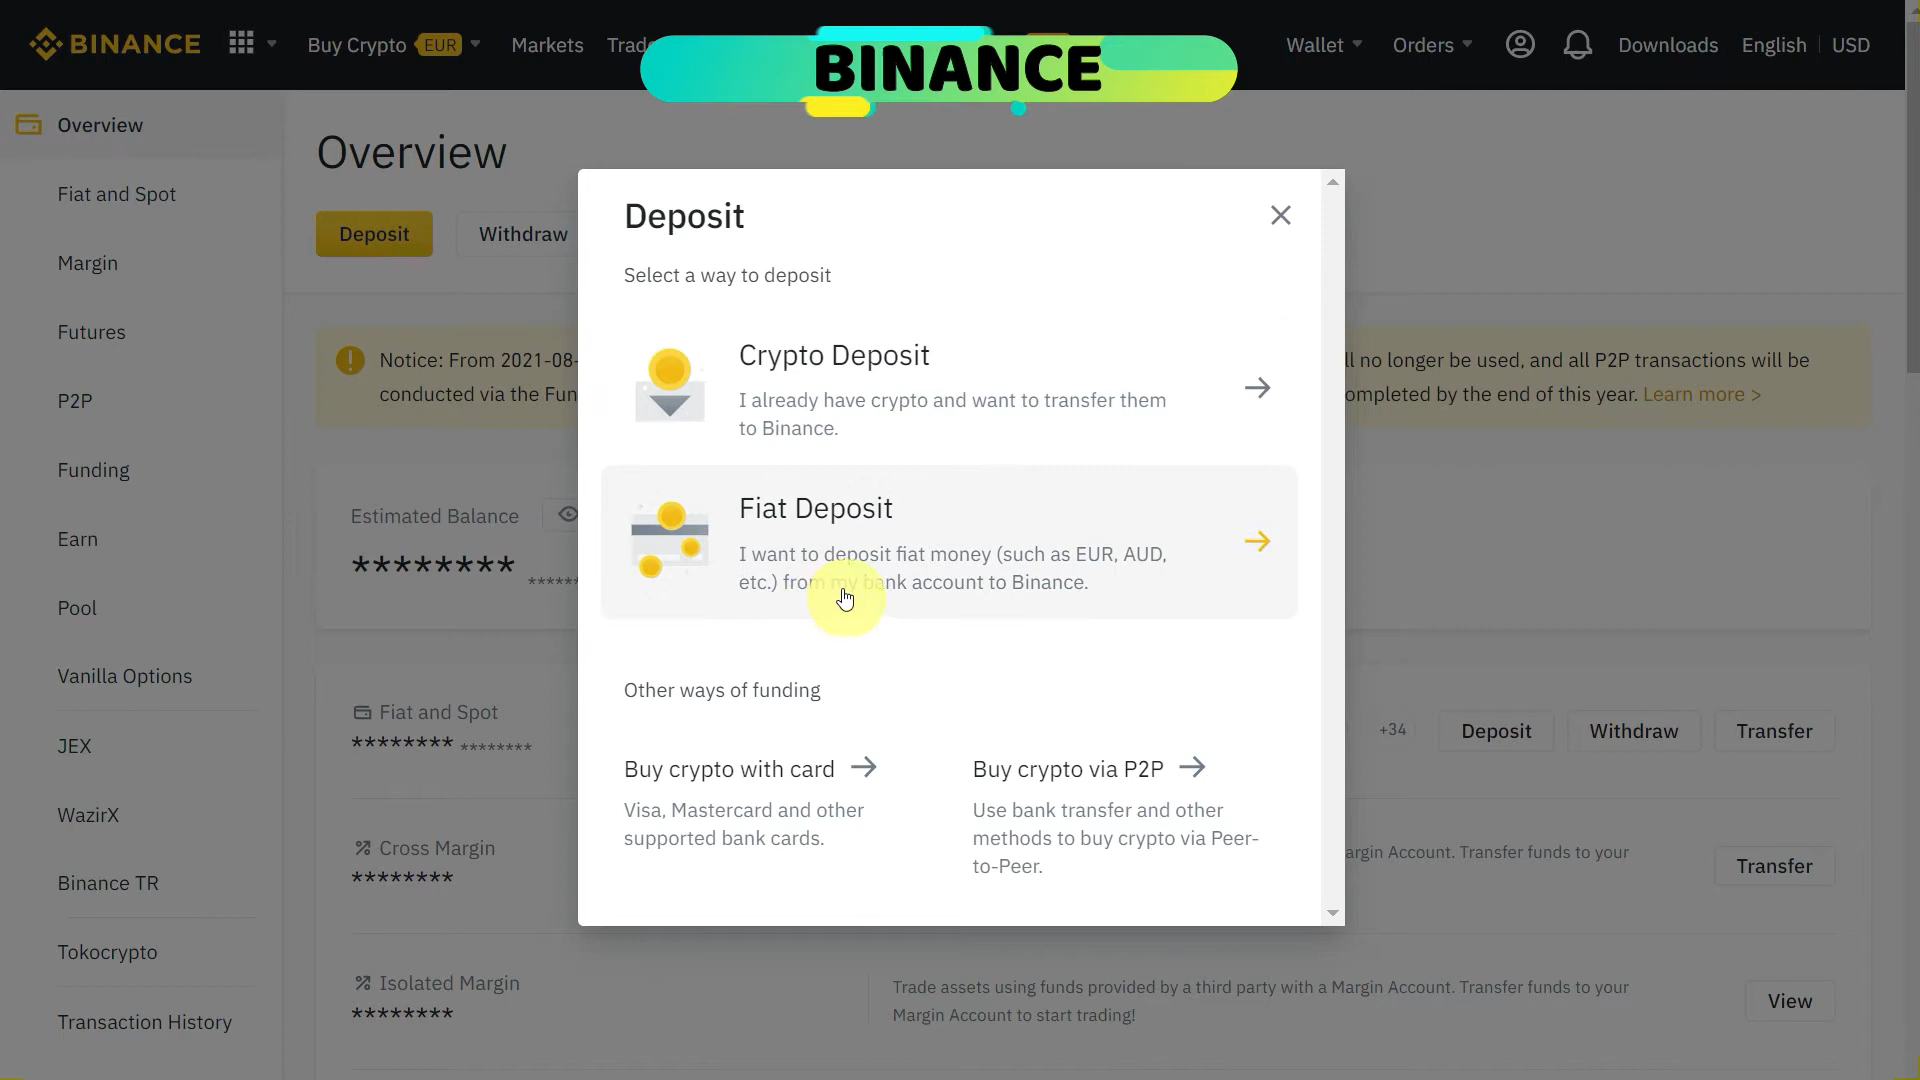 BINANCE
Buy Crypto EUR
Markets
BINANCE
Wallet
Orders
Downloads
English
USD
Overview
Fiat and Spot
Margin
Futures
P2P
Funding
Earn
Pool
Vanilla Options
JEX
WazirX
Binance TR
Tokocrypto
Transaction History
Overview
Deposit
Withdraw
Notice: From 2021-08-
ll no longer be used, and all P2P transactions will be
conducted via the Fun
ompleted by the end of this year. Learn more >
Estimated Balance
********
******
Deposit
Select a way to deposit
Crypto Deposit
I already have crypto and want to transfer them
to Binance.
Fiat Deposit
I want to deposit fiat money (such as EUR, AUD,
etc.) from my bank account to Binance.
Other ways of funding
Buy crypto with card
Visa, Mastercard and other
supported bank cards.
Buy crypto via P2P
Use bank transfer and other
methods to buy crypto via Peer-
to-Peer.
Fiat and Spot
******** ********
+34
Deposit
Withdraw
Transfer
Cross Margin
********
argin Account. Transfer funds to your
Transfer
Isolated Margin
********
Trade assets using funds provided by a third party with a Margin Account. Transfer funds to your
Margin Account to start trading!
View